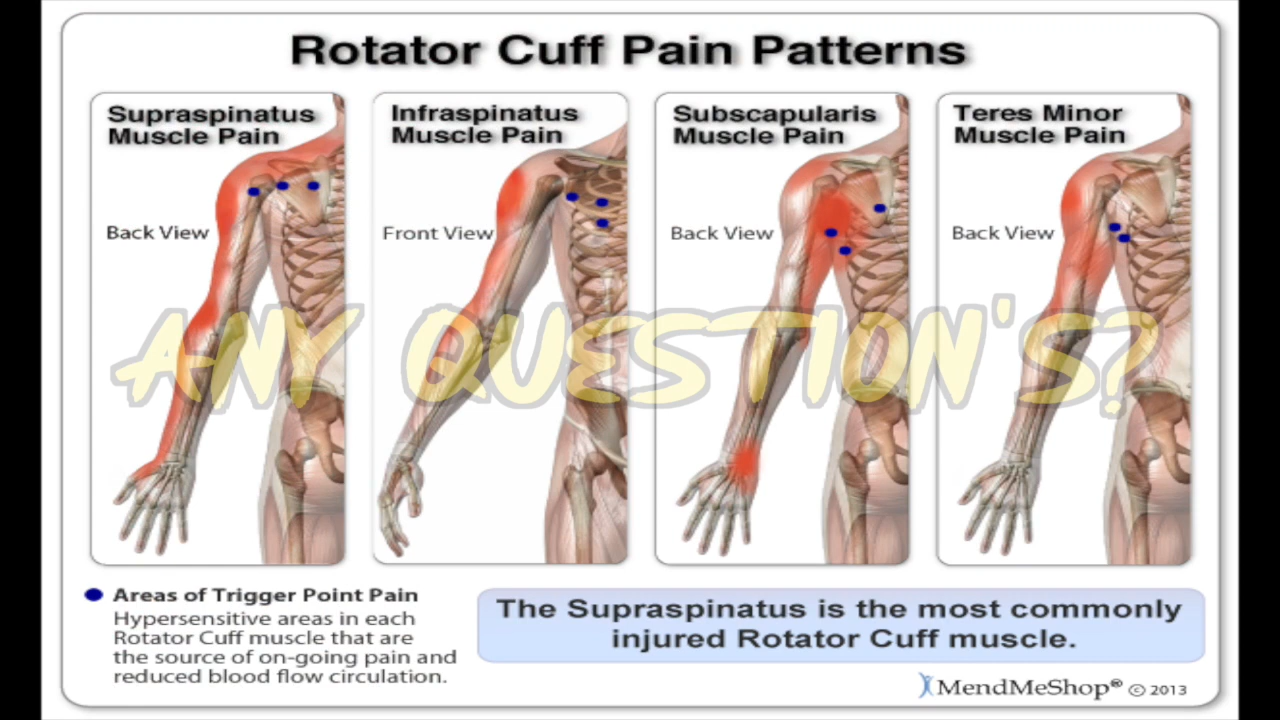 Rotator Cuff Pain Patterns
Supraspinatus
Muscle Pain
Back View
Infraspinatus
Muscle Pain
Front View
Subscapularis
Muscle Pain
Back View
Teres Minor
Muscle Pain
Back View
ANY QUESTION'S?
Areas of Trigger Point Pain
Hypersensitive areas in each
Rotator Cuff muscle that are
the source of on-going pain and
reduced blood flow circulation.
The Supraspinatus is the most commonly
injured Rotator Cuff muscle.
MendMeShop® © 2013